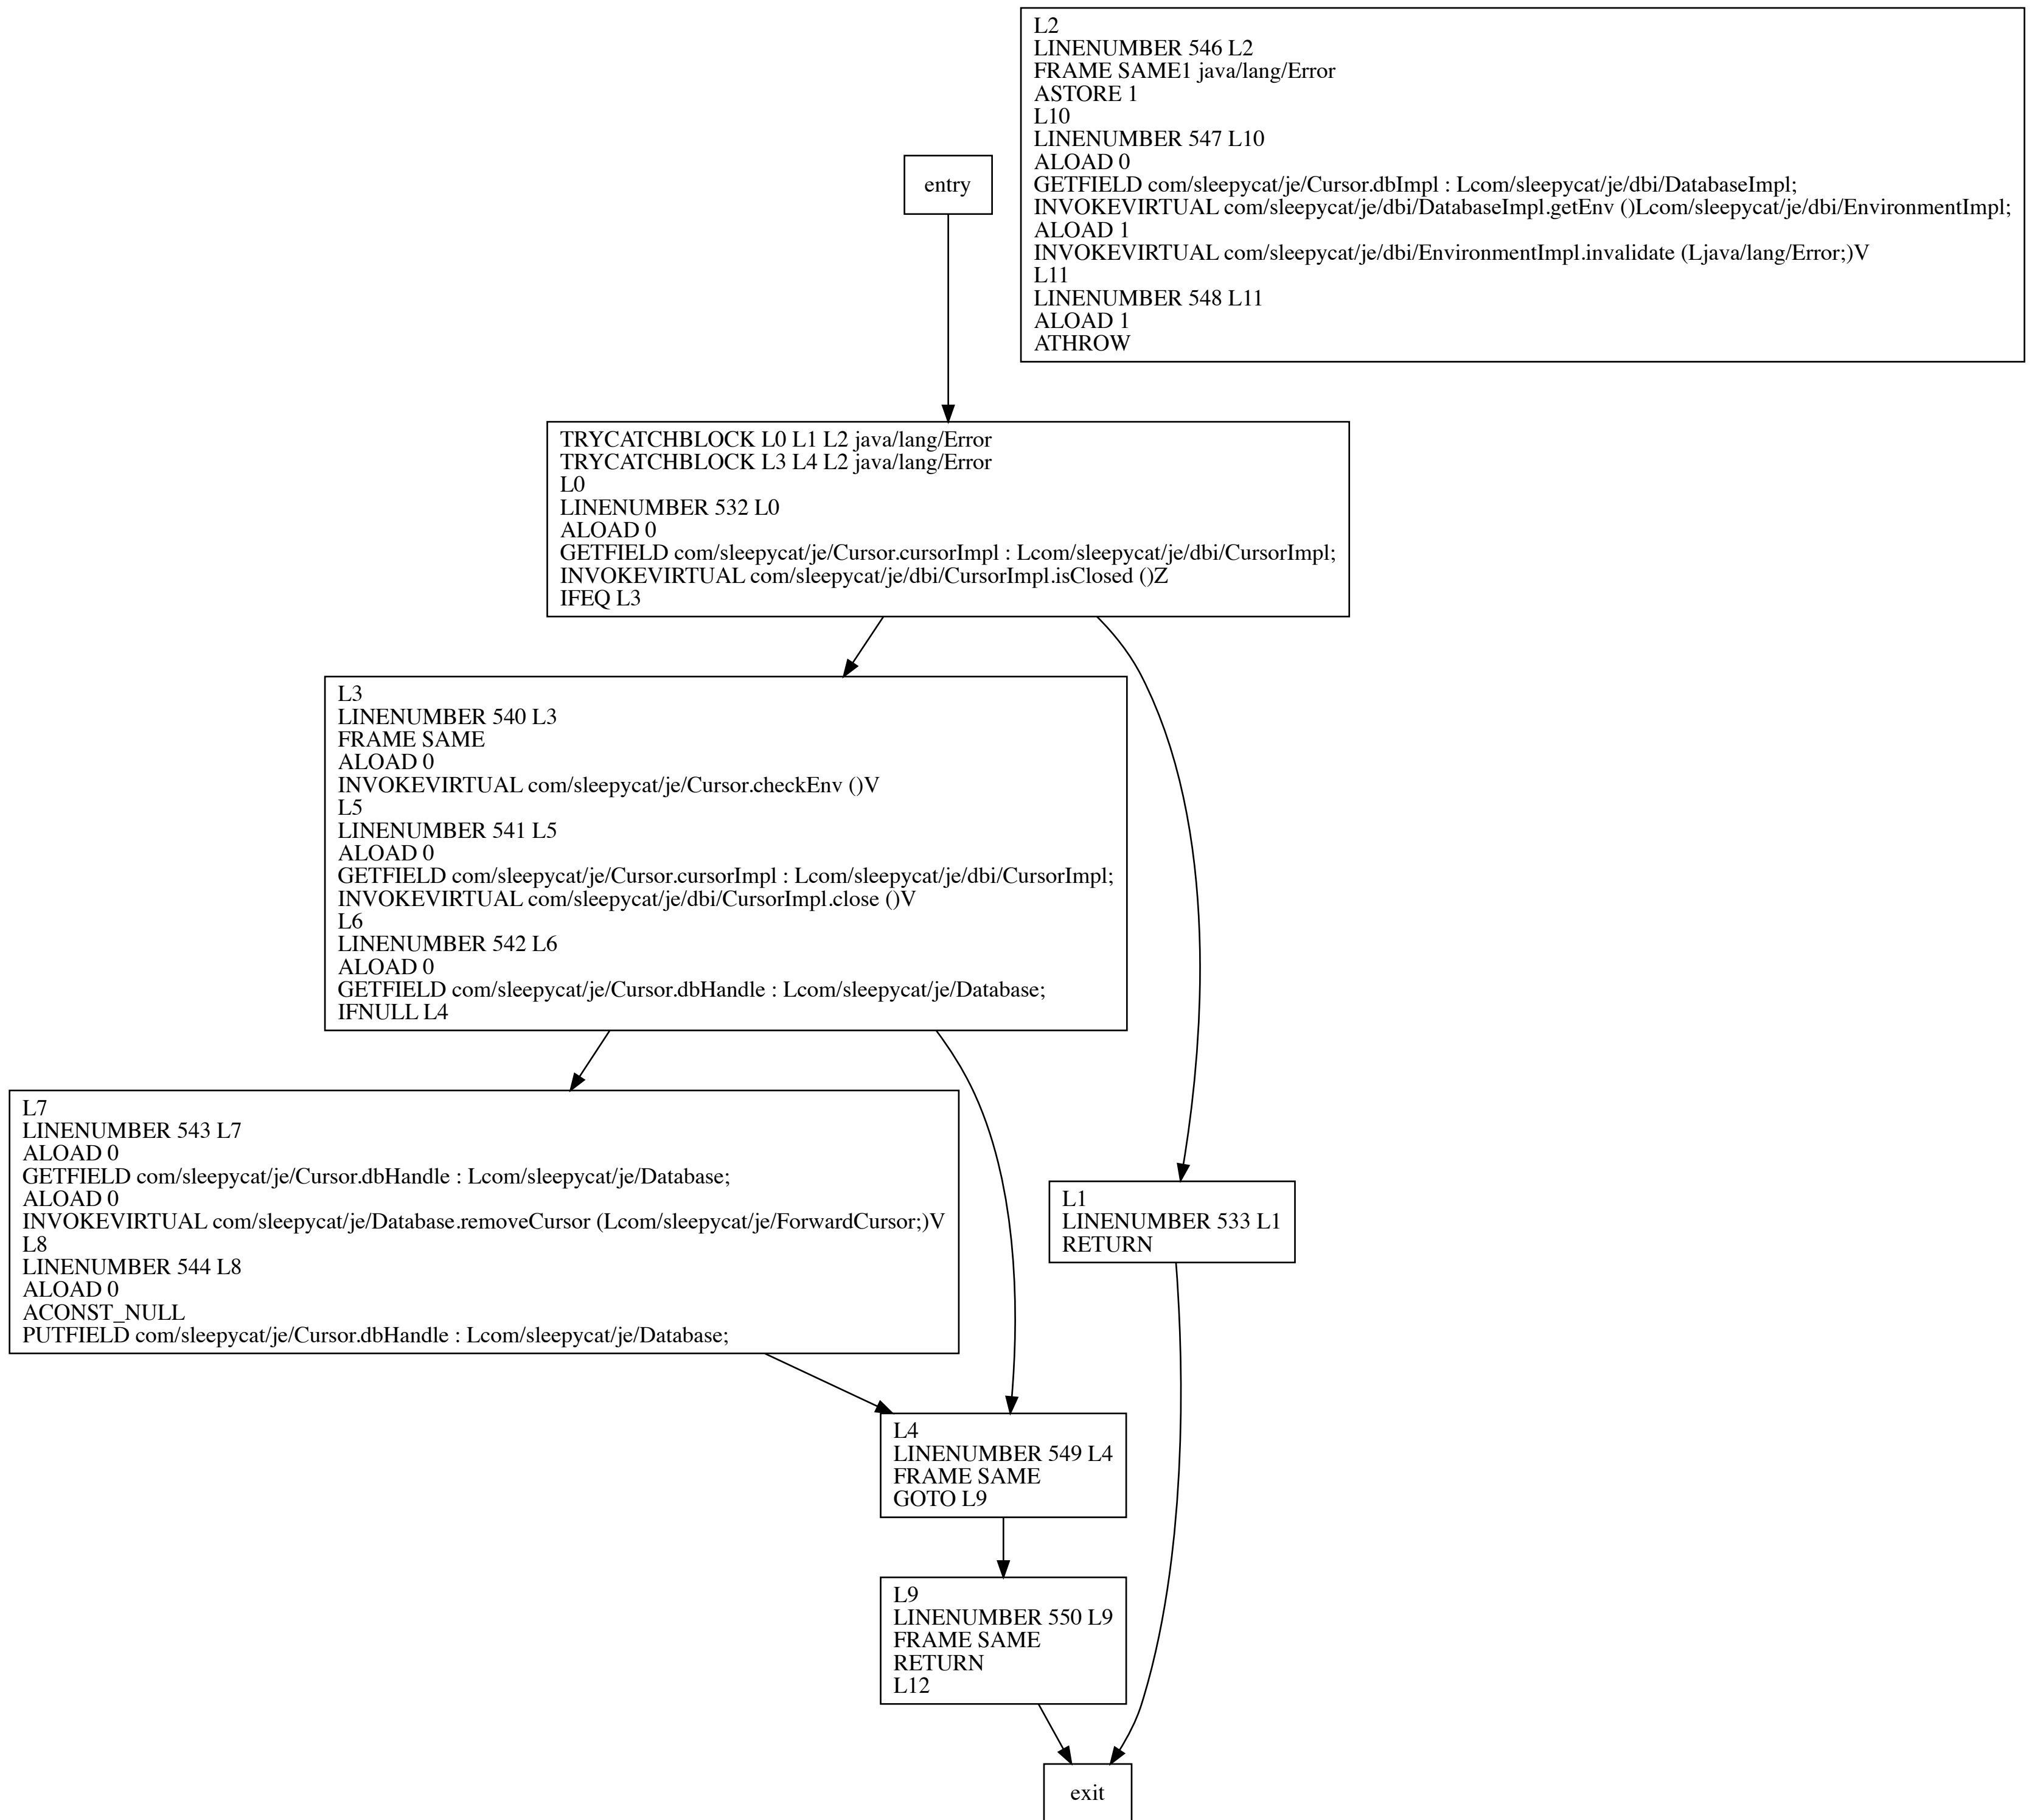 L2
LINENUMBER 546 L2
FRAME SAME1 java/lang/Error
ASTORE 1
L10
LINENUMBER 547 L10
ALOAD 0
GETFIELD com/sleepycat/je/Cursor.dbImpl : Lcom/sleepycat/je/dbi/DatabaseImpl;
INVOKEVIRTUAL com/sleepycat/je/dbi/DatabaseImpl.getEnv ()Lcom/sleepycat/je/dbi/EnvironmentImpl;
ALOAD 1
INVOKEVIRTUAL com/sleepycat/je/dbi/EnvironmentImpl.invalidate (Ljava/lang/Error;)V
L11
LINENUMBER 548 L11
ALOAD 1
ATHROW
entry
TRYCATCHBLOCK L0 L1 L2 java/lang/Error
TRYCATCHBLOCK L3 L4 L2 java/lang/Error
L0
LINENUMBER 532 L0
ALOAD 0
GETFIELD com/sleepycat/je/Cursor.cursorImpl : Lcom/sleepycat/je/dbi/CursorImpl;
INVOKEVIRTUAL com/sleepycat/je/dbi/CursorImpl.isClosed ()Z
IFEQ L3
L3
LINENUMBER 540 L3
FRAME SAME
ALOAD 0
INVOKEVIRTUAL com/sleepycat/je/Cursor.checkEnv ()V
L5
LINENUMBER 541 L5
ALOAD 0
GETFIELD com/sleepycat/je/Cursor.cursorImpl : Lcom/sleepycat/je/dbi/CursorImpl;
INVOKEVIRTUAL com/sleepycat/je/dbi/CursorImpl.close ()V
L6
LINENUMBER 542 L6
ALOAD 0
GETFIELD com/sleepycat/je/Cursor.dbHandle : Lcom/sleepycat/je/Database;
IFNULL L4
L7
LINENUMBER 543 L7
ALOAD 0
GETFIELD com/sleepycat/je/Cursor.dbHandle : Lcom/sleepycat/je/Database;
ALOAD 0
INVOKEVIRTUAL com/sleepycat/je/Database.removeCursor (Lcom/sleepycat/je/ForwardCursor;)V
L8
LINENUMBER 544 L8
ALOAD 0
ACONST_NULL
PUTFIELD com/sleepycat/je/Cursor.dbHandle : Lcom/sleepycat/je/Database;
L1
LINENUMBER 533 L1
RETURN
L4
LINENUMBER 549 L4
FRAME SAME
GOTO L9
L9
LINENUMBER 550 L9
FRAME SAME
RETURN
L12
exit